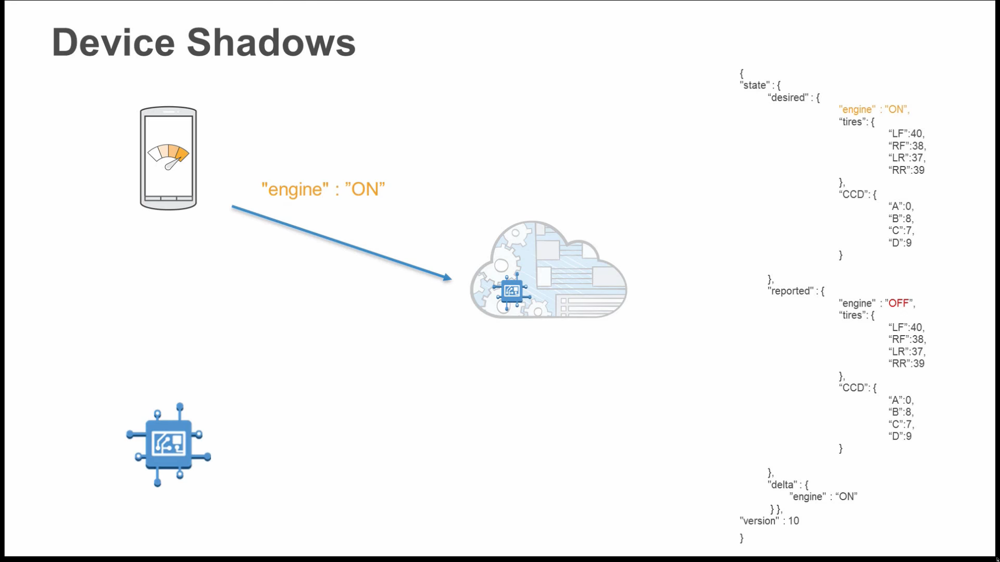 Device Shadows
"engine" : ”ON”
{
"state" : {
“desired" : {
"engine" : "ON”,
“tires”: {
“LF”:40,
“RF”:38,
“LR”:37,
“RR”:39
},
“CCD”: {
“A”:0,
“B”:8,
“C”:7,
“D”:9
}
},
"reported" : {
"engine" : ”OFF”,
“tires”: {
“LF”:40,
“RF”:38,
“LR”:37,
“RR”:39
},
“CCD”: {
“A”:0,
“B”:8,
“C”:7,
“D”:9
}
},
"delta" : {
”engine" : “ON”
} },
"version" : 10
}